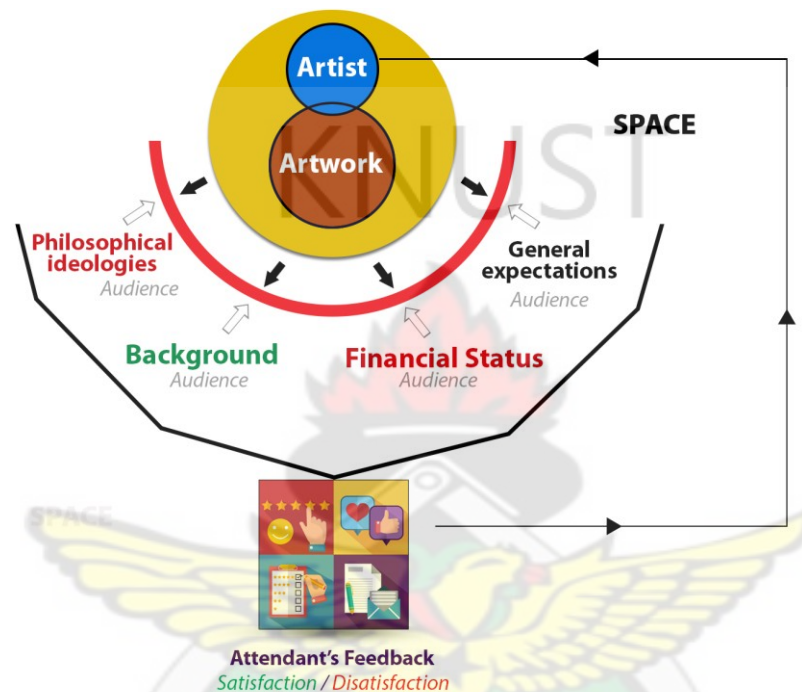 Artist
SPACE
Artwork
KNUST
Philosophical
ideologies
Audience
General
expectations
Audience
Background
Audience
Financial Status
Audience
SPACE
Attendant's Feedback
Satisfaction / Disatisfaction